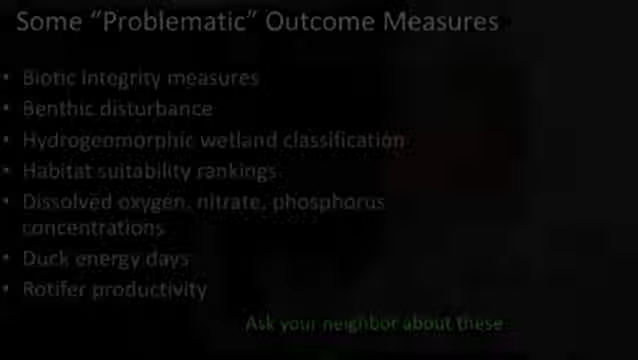 Some “Problematic” Outcome Measures
• Biotic Integrity measures
• Benthic disturbance
• Hydrogeomorphic wetland classification
• Habitat suitability rankings
• Dissolved oxygen, nitrate, phosphorus
concentrations
• Duck energy days
• Rotifer productivity
Ask your neighbor about these